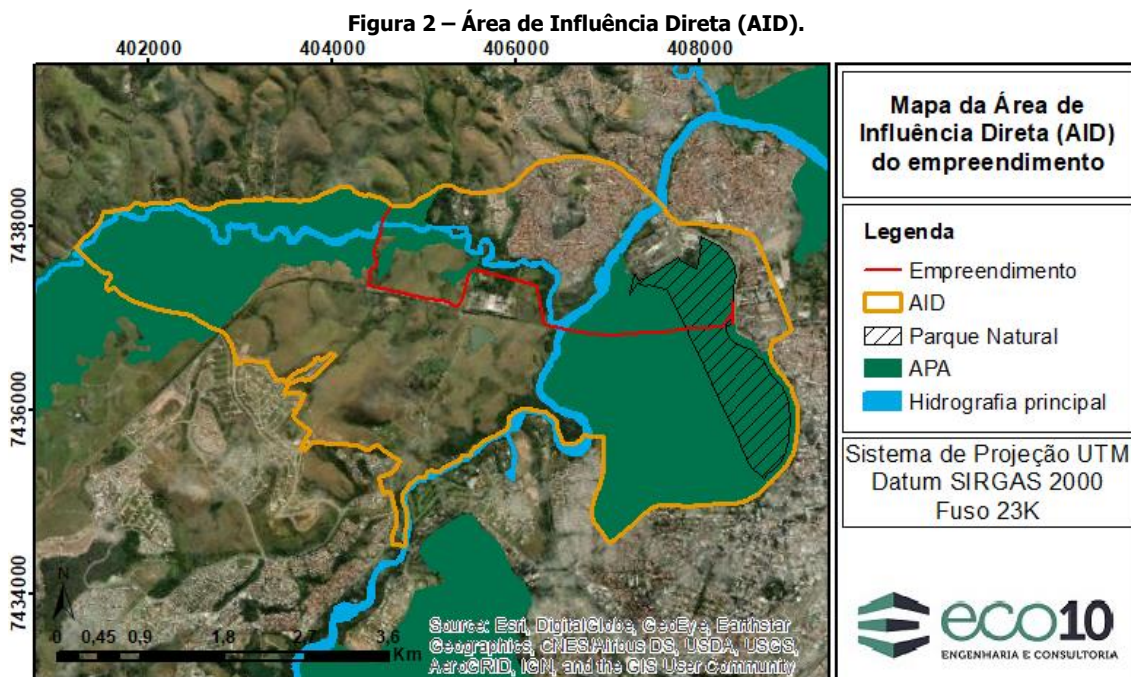 Figura 2 – Área de Influência Direta (AID).
402000 404000 406000 408000
7438000
7436000
7434000
N
0 0,45 0,9 1,8 2,7 3,6
Km
Source: Esri, DigitalGlobe, GeoEye, Earthstar
Geographics, CNES/Airbus DS, USDA, USGS,
AeroGRID, IGN, and the GIS User Community
Mapa da Área de
Influência Direta (AID)
do empreendimento
Legenda
Empreendimento
AID
Parque Natural
APA
Hidrografia principal
Sistema de Projeção UTM
Datum SIRGAS 2000
Fuso 23K
eco10
ENGENHARIA E CONSULTORIA